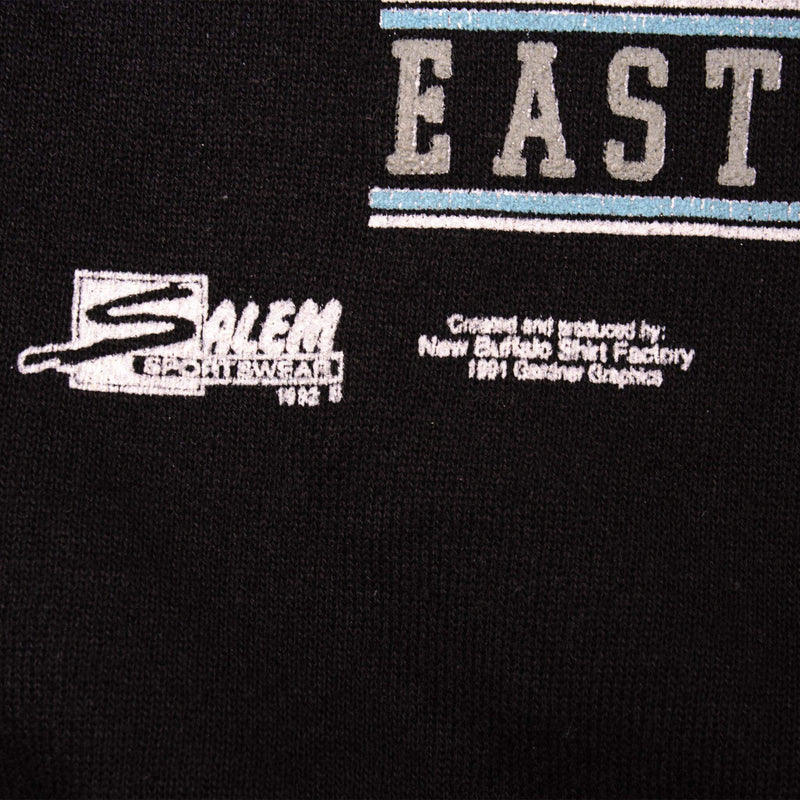 EAST
SALEM
SPORTSWEAR
1992
Created and produced by:
New Buffalo Shirt Factory
1991 Gardner Graphics